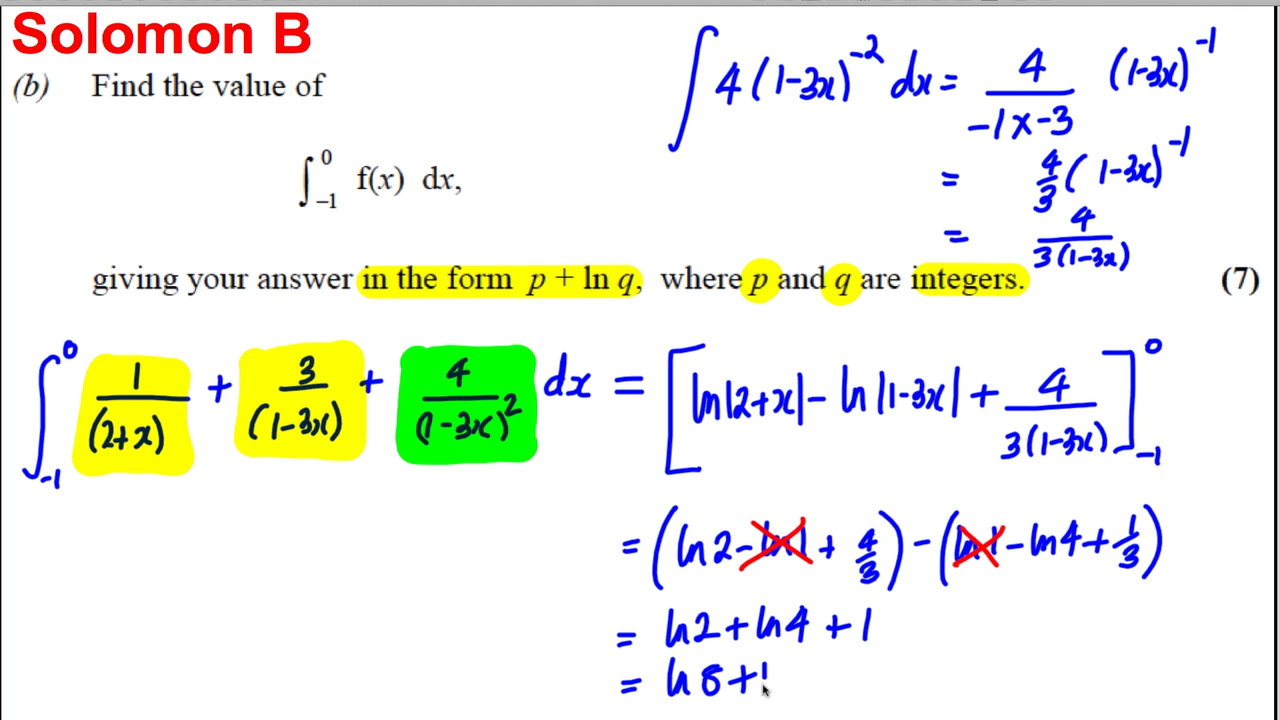 Solomon B
(b) Find the value of
∫₋₁⁰ f(x) dx,
giving your answer in the form p + ln q, where p and q are integers. (7)
∫ 4(1-3x)⁻² dx = 4/(-1×-3) (1-3x)⁻¹
= 4/3 (1-3x)⁻¹
= 4/(3(1-3x))
∫₋₁⁰ 1/(2+x) + 3/(1-3x) + 4/(1-3x)² dx = [ln|2+x| - ln|1-3x| + 4/(3(1-3x))]₋₁⁰
= (ln2 - ln1 + 4/3) - (ln1 - ln4 + 1/3)
= ln2 + ln4 + 1
= ln8 + 1